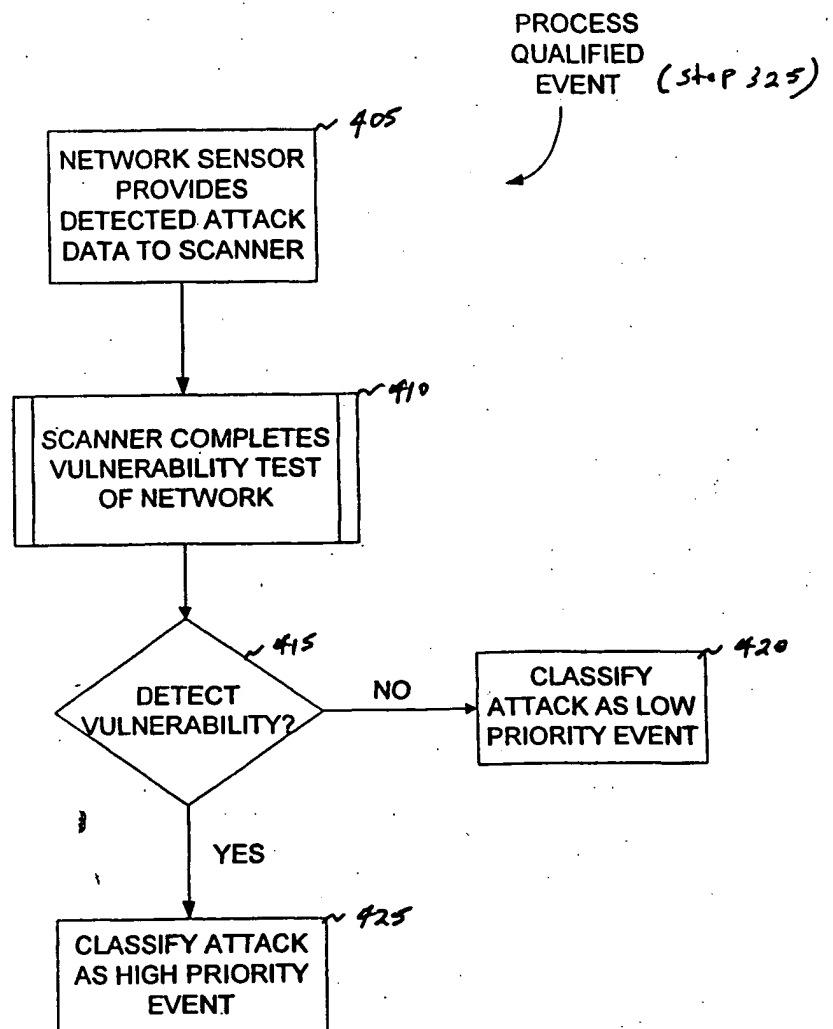 PROCESS
QUALIFIED
EVENT (step 325)
405
NETWORK SENSOR
PROVIDES
DETECTED ATTACK
DATA TO SCANNER
410
SCANNER COMPLETES
VULNERABILITY TEST
OF NETWORK
415
DETECT
VULNERABILITY?
NO
420
CLASSIFY
ATTACK AS LOW
PRIORITY EVENT
YES
425
CLASSIFY ATTACK
AS HIGH PRIORITY
EVENT